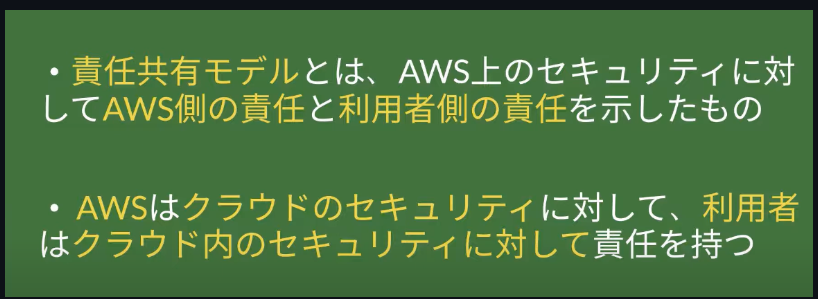 ・責任共有モデルとは、AWS上のセキュリティに対
してAWS側の責任と利用者側の責任を示したもの
・AWSはクラウドのセキュリティに対して、利用者
はクラウド内のセキュリティに対して責任を持つ